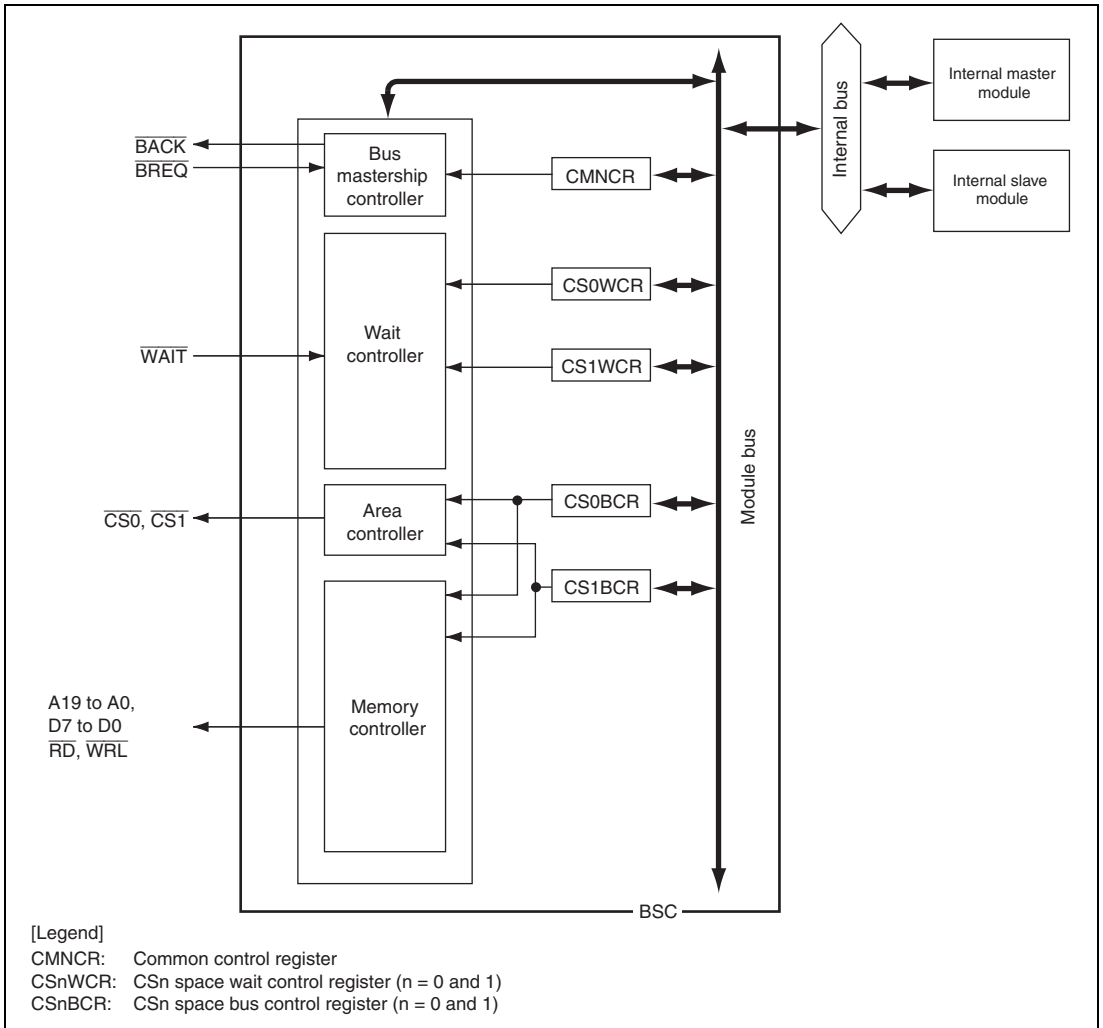 Internal master
module
Internal bus
Internal slave
module
BACK
BREQ
Bus
mastership
controller
CMNCR
CS0WCR
Wait
controller
WAIT
CS1WCR
Module bus
CS0, CS1
Area
controller
CS0BCR
CS1BCR
A19 to A0,
D7 to D0
RD, WRL
Memory
controller
BSC
[Legend]
CMNCR: Common control register
CSnWCR: CSn space wait control register (n = 0 and 1)
CSnBCR: CSn space bus control register (n = 0 and 1)